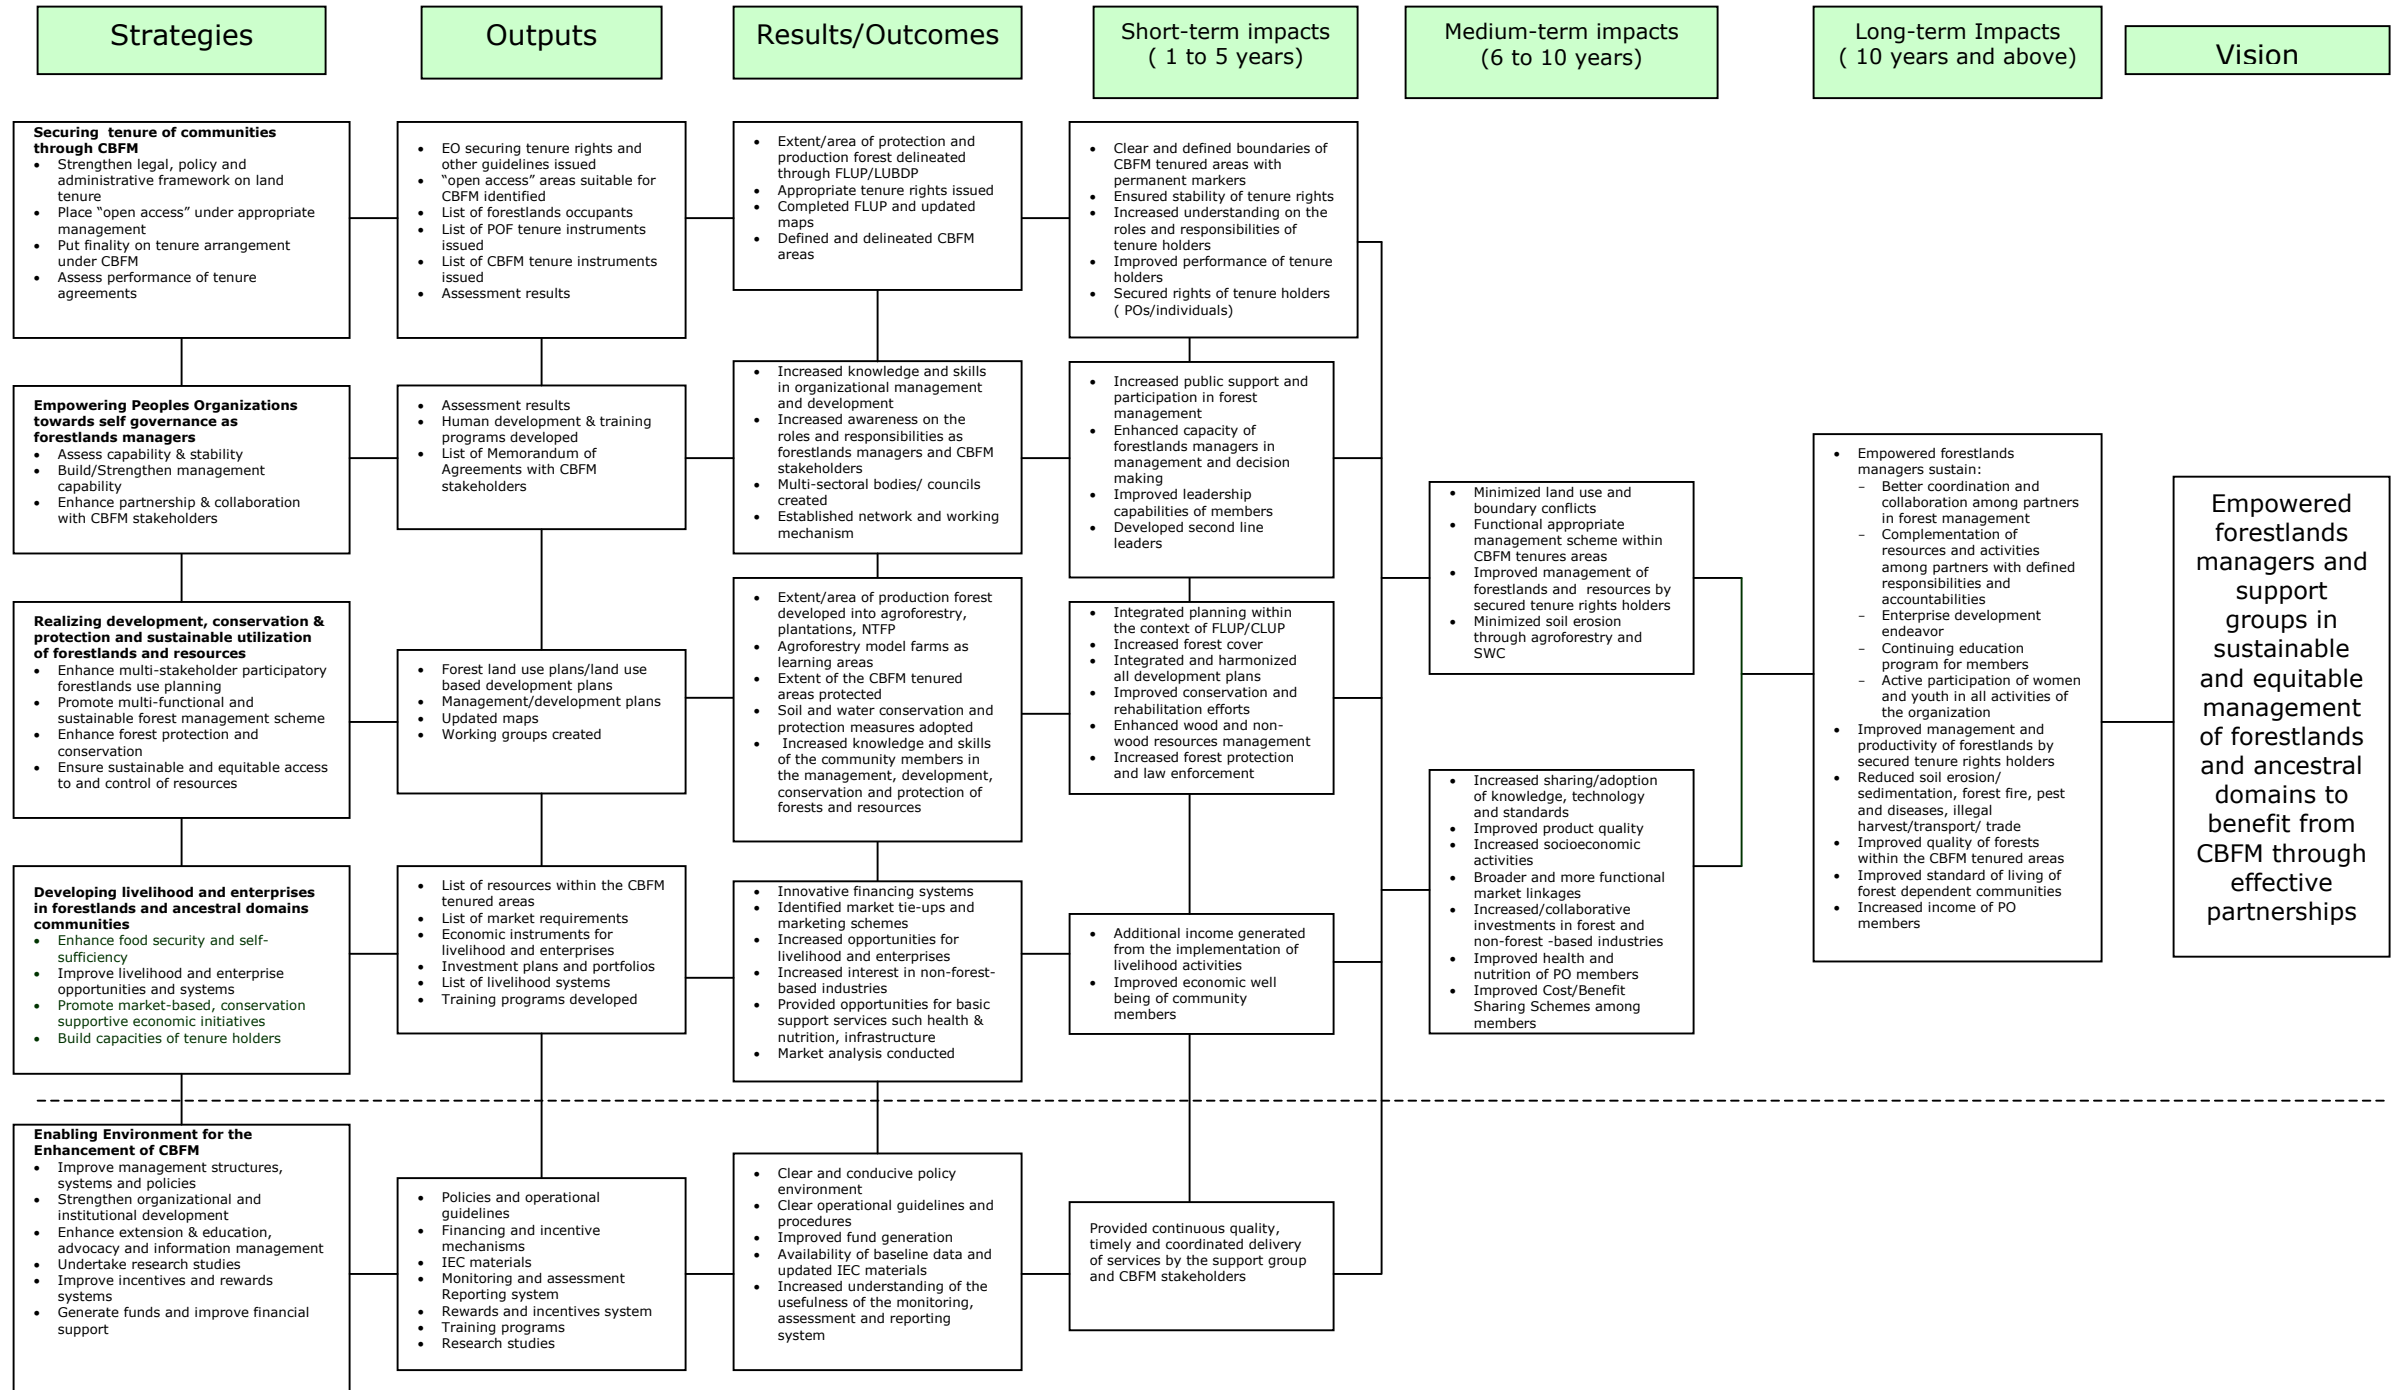 Strategies
Outputs
Results/Outcomes
Short-term impacts
( 1 to 5 years)
Medium-term impacts
(6 to 10 years)
Long-term Impacts
( 10 years and above)
Vision
Securing  tenure of communities
through CBFM
• Strengthen legal, policy and
administrative framework on land
tenure
• Place “open access” under appropriate
management
• Put finality on tenure arrangement
under CBFM
• Assess performance of tenure
agreements
• EO securing tenure rights and
other guidelines issued
• “open access” areas suitable for
CBFM identified
• List of forestlands occupants
• List of POF tenure instruments
issued
• List of CBFM tenure instruments
issued
• Assessment results
• Extent/area of protection and
production forest delineated
through FLUP/LUBDP
• Appropriate tenure rights issued
• Completed FLUP and updated
maps
• Defined and delineated CBFM
areas
• Clear and defined boundaries of
CBFM tenured areas with
permanent markers
• Ensured stability of tenure rights
• Increased understanding on the
roles and responsibilities of
tenure holders
• Improved performance of tenure
holders
• Secured rights of tenure holders
( POs/individuals)
Empowering Peoples Organizations
towards self governance as
forestlands managers
• Assess capability & stability
• Build/Strengthen management
capability
• Enhance partnership & collaboration
with CBFM stakeholders
• Assessment results
• Human development & training
programs developed
• List of Memorandum of
Agreements with CBFM
stakeholders
• Increased knowledge and skills
in organizational management
and development
• Increased awareness on the
roles and responsibilities as
forestlands managers and CBFM
stakeholders
• Multi-sectoral bodies/ councils
created
• Established network and working
mechanism
• Increased public support and
participation in forest
management
• Enhanced capacity of
forestlands managers in
management and decision
making
• Improved leadership
capabilities of members
• Developed second line
leaders
Realizing development, conservation &
protection and sustainable utilization
of forestlands and resources
• Enhance multi-stakeholder participatory
forestlands use planning
• Promote multi-functional and
sustainable forest management scheme
• Enhance forest protection and
conservation
• Ensure sustainable and equitable access
to and control of resources
• Forest land use plans/land use
based development plans
• Management/development plans
• Updated maps
• Working groups created
• Extent/area of production forest
developed into agroforestry,
plantations, NTFP
• Agroforestry model farms as
learning areas
• Extent of the CBFM tenured
areas protected
• Soil and water conservation and
protection measures adopted
• Increased knowledge and skills
of the community members in
the management, development,
conservation and protection of
forests and resources
• Integrated planning within
the context of FLUP/CLUP
• Increased forest cover
• Integrated and harmonized
all development plans
• Improved conservation and
rehabilitation efforts
• Enhanced wood and non-
wood resources management
• Increased forest protection
and law enforcement
Developing livelihood and enterprises
in forestlands and ancestral domains
communities
• Enhance food security and self-
sufficiency
• Improve livelihood and enterprise
opportunities and systems
• Promote market-based, conservation
supportive economic initiatives
• Build capacities of tenure holders
• List of resources within the CBFM
tenured areas
• List of market requirements
• Economic instruments for
livelihood and enterprises
• Investment plans and portfolios
• List of livelihood systems
• Training programs developed
• Innovative financing systems
• Identified market tie-ups and
marketing schemes
• Increased opportunities for
livelihood and enterprises
• Increased interest in non-forest-
based industries
• Provided opportunities for basic
support services such health &
nutrition, infrastructure
• Market analysis conducted
• Additional income generated
from the implementation of
livelihood activities
• Improved economic well
being of community
members
Enabling Environment for the
Enhancement of CBFM
• Improve management structures,
systems and policies
• Strengthen organizational and
institutional development
• Enhance extension & education,
advocacy and information management
• Undertake research studies
• Improve incentives and rewards
systems
• Generate funds and improve financial
support
• Policies and operational
guidelines
• Financing and incentive
mechanisms
• IEC materials
• Monitoring and assessment
Reporting system
• Rewards and incentives system
• Training programs
• Research studies
• Clear and conducive policy
environment
• Clear operational guidelines and
procedures
• Improved fund generation
• Availability of baseline data and
updated IEC materials
• Increased understanding of the
usefulness of the monitoring,
assessment and reporting
system
Provided continuous quality,
timely and coordinated delivery
of services by the support group
and CBFM stakeholders
• Minimized land use and
boundary conflicts
• Functional appropriate
management scheme within
CBFM tenures areas
• Improved management of
forestlands and  resources by
secured tenure rights holders
• Minimized soil erosion
through agroforestry and
SWC
• Increased sharing/adoption
of knowledge, technology
and standards
• Improved product quality
• Increased socioeconomic
activities
• Broader and more functional
market linkages
• Increased/collaborative
investments in forest and
non-forest -based industries
• Improved health and
nutrition of PO members
• Improved Cost/Benefit
Sharing Schemes among
members
• Empowered forestlands
managers sustain:
– Better coordination and
collaboration among partners
in forest management
– Complementation of
resources and activities
among partners with defined
responsibilities and
accountabilities
– Enterprise development
endeavor
– Continuing education
program for members
– Active participation of women
and youth in all activities of
the organization
• Improved management and
productivity of forestlands by
secured tenure rights holders
• Reduced soil erosion/
sedimentation, forest fire, pest
and diseases, illegal
harvest/transport/ trade
• Improved quality of forests
within the CBFM tenured areas
• Improved standard of living of
forest dependent communities
• Increased income of PO
members
Empowered
forestlands
managers and
support
groups in
sustainable
and equitable
management
of forestlands
and ancestral
domains to
benefit from
CBFM through
effective
partnerships